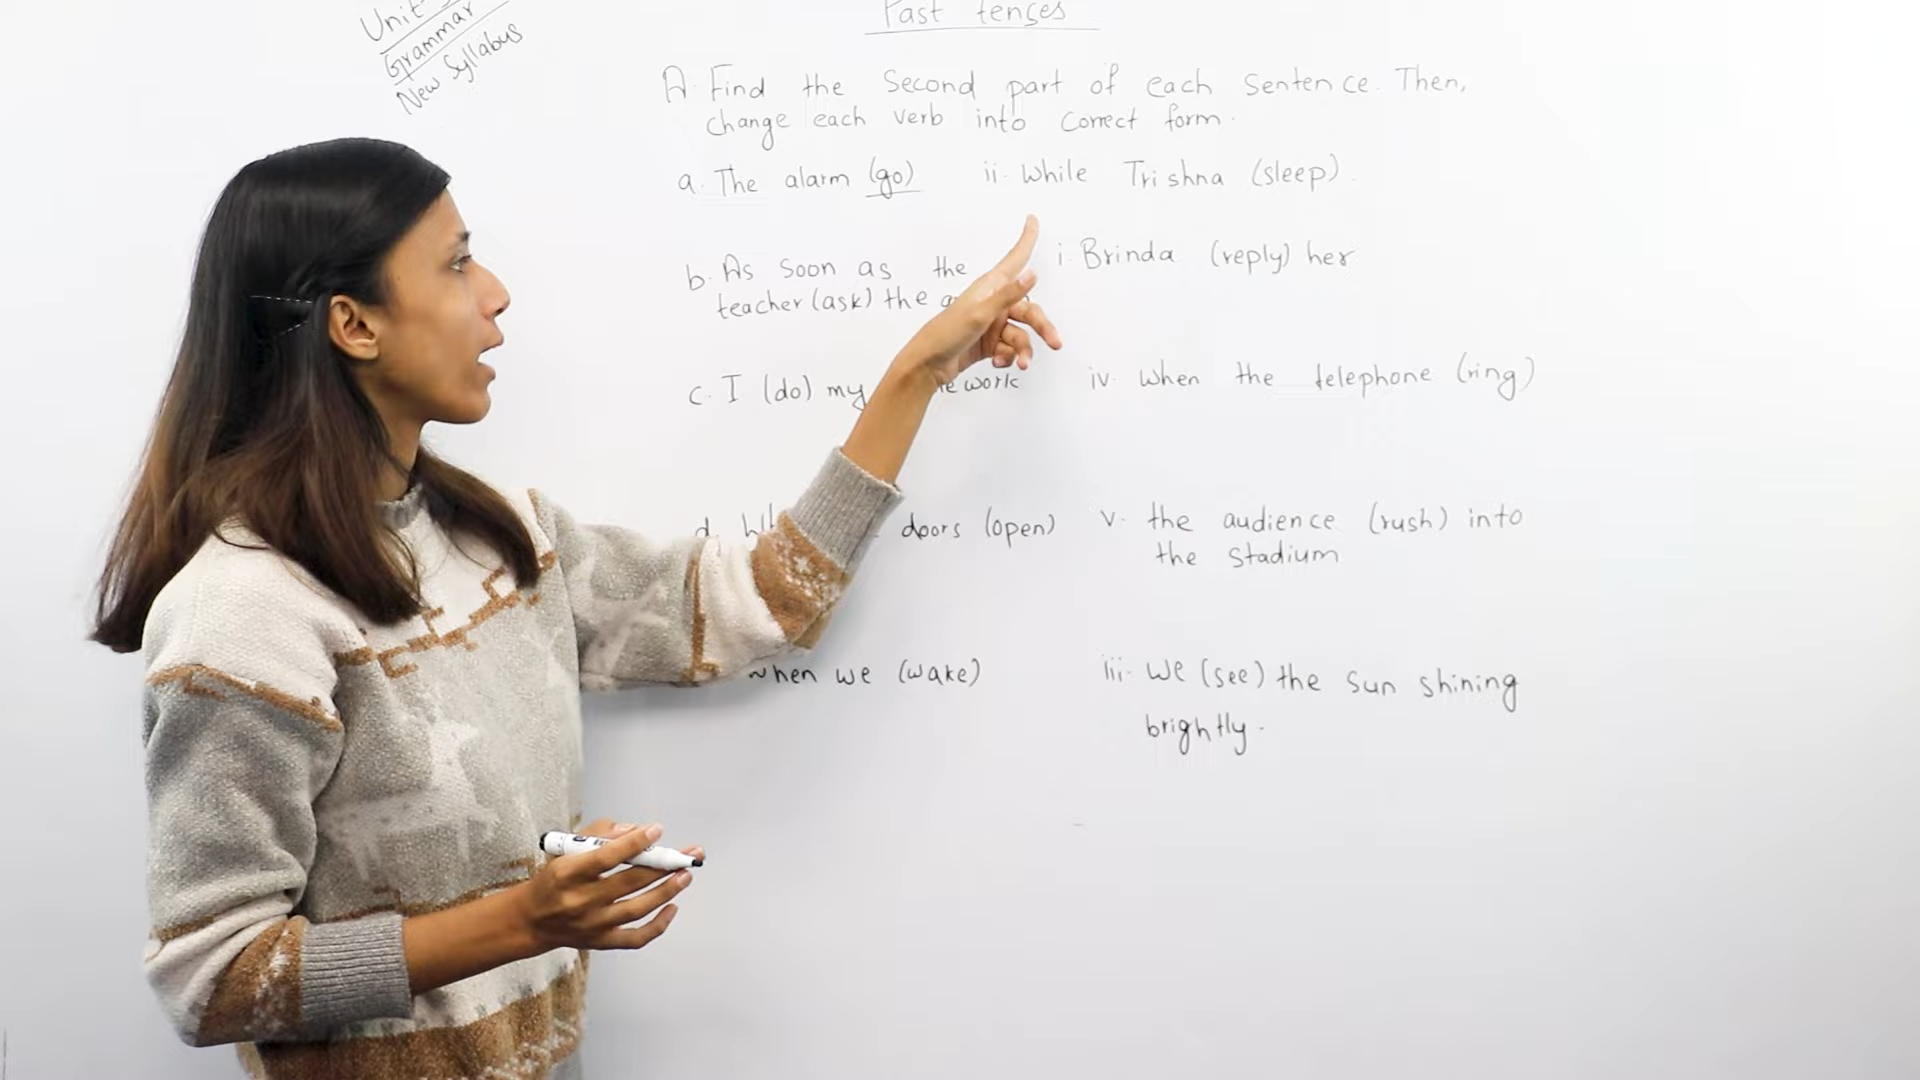 Unit
Grammar
New Syllabus
Past tenses
A. Find the Second part of each Sentence. Then,
change each verb into correct form.
a. The alarm (go) ii. While Trishna (sleep).
b. As soon as the i. Brinda (reply) her
teacher (ask) the
c. I (do) my work iv. When the telephone (ring)
d. doors (open) v. the audience (rush) into
the stadium
when we (wake) iii. We (see) the sun shining
brightly.